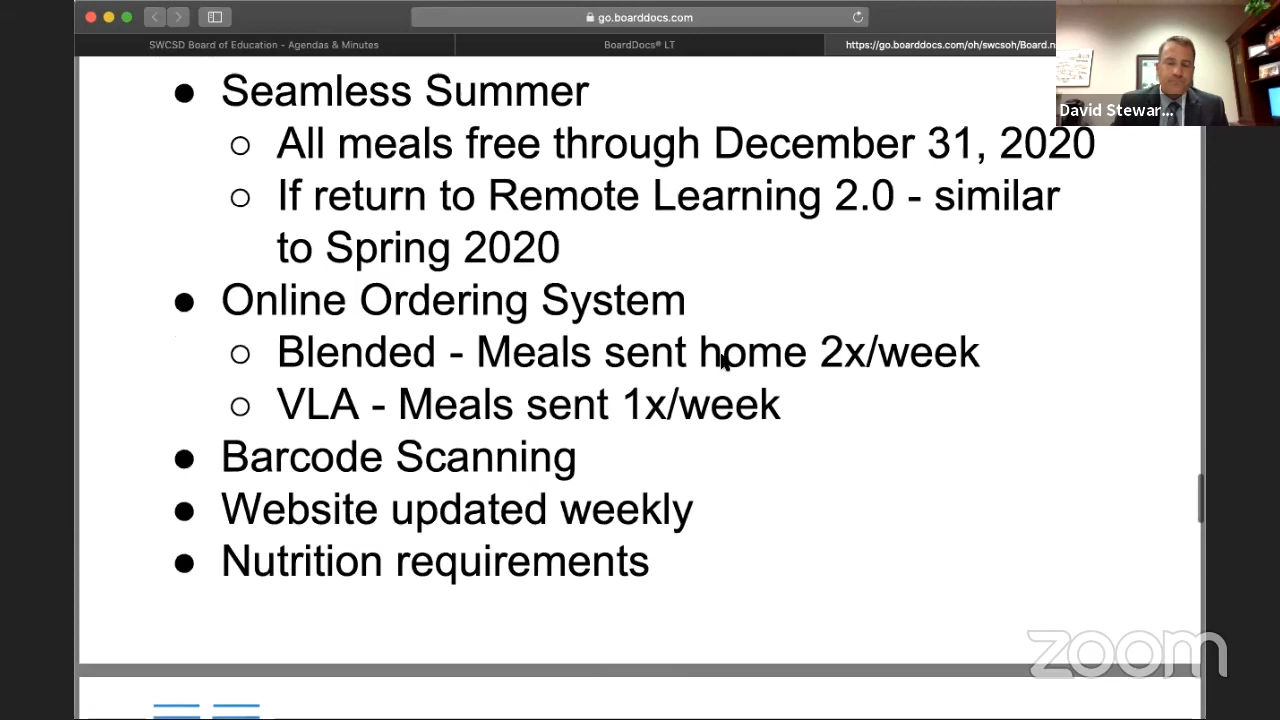 go.boarddocs.com
SWCSD Board of Education - Agendas & Minutes
BoardDocs® LT
https://go.boarddocs.com/oh/swcsoh/Board.n
David Stewar...
● Seamless Summer
○ All meals free through December 31, 2020
○ If return to Remote Learning 2.0 - similar
to Spring 2020
● Online Ordering System
○ Blended - Meals sent home 2x/week
○ VLA - Meals sent 1x/week
● Barcode Scanning
● Website updated weekly
● Nutrition requirements
zoom